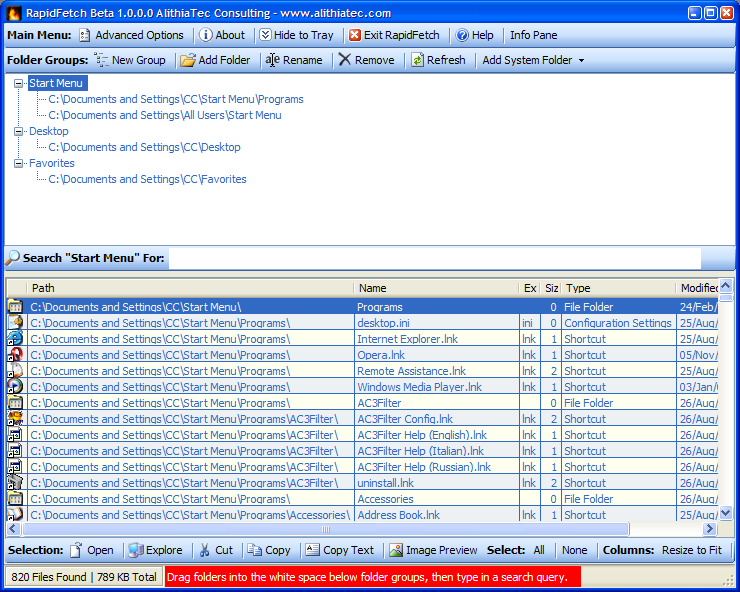 RapidFetch Beta 1.0.0.0 AlithiaTec Consulting - www.alithiatec.com
Main Menu: Advanced Options About Hide to Tray Exit RapidFetch Help Info Pane
Folder Groups: New Group Add Folder Rename Remove Refresh Add System Folder
Start Menu
C:\Documents and Settings\CC\Start Menu\Programs
C:\Documents and Settings\All Users\Start Menu
Desktop
C:\Documents and Settings\CC\Desktop
Favorites
C:\Documents and Settings\CC\Favorites
Search "Start Menu" For:
Path Name Ex Siz Type Modified
C:\Documents and Settings\CC\Start Menu\ Programs 0 File Folder 24/Feb/
C:\Documents and Settings\CC\Start Menu\Programs\ desktop.ini ini 0 Configuration Settings 25/Aug/
C:\Documents and Settings\CC\Start Menu\Programs\ Internet Explorer.lnk lnk 1 Shortcut 25/Aug/
C:\Documents and Settings\CC\Start Menu\Programs\ Opera.lnk lnk 1 Shortcut 05/Nov/
C:\Documents and Settings\CC\Start Menu\Programs\ Remote Assistance.lnk lnk 2 Shortcut 25/Aug/
C:\Documents and Settings\CC\Start Menu\Programs\ Windows Media Player.lnk lnk 1 Shortcut 03/Jan/
C:\Documents and Settings\CC\Start Menu\Programs\ AC3Filter 0 File Folder 26/Aug/
C:\Documents and Settings\CC\Start Menu\Programs\AC3Filter\ AC3Filter Config.lnk lnk 2 Shortcut 26/Aug/
C:\Documents and Settings\CC\Start Menu\Programs\AC3Filter\ AC3Filter Help (English).lnk lnk 1 Shortcut 26/Aug/
C:\Documents and Settings\CC\Start Menu\Programs\AC3Filter\ AC3Filter Help (Italian).lnk lnk 1 Shortcut 26/Aug/
C:\Documents and Settings\CC\Start Menu\Programs\AC3Filter\ AC3Filter Help (Russian).lnk lnk 1 Shortcut 26/Aug/
C:\Documents and Settings\CC\Start Menu\Programs\AC3Filter\ uninstall.lnk lnk 2 Shortcut 26/Aug/
C:\Documents and Settings\CC\Start Menu\Programs\ Accessories 0 File Folder 26/Aug/
C:\Documents and Settings\CC\Start Menu\Programs\Accessories\ Address Book.lnk lnk 1 Shortcut 25/Aug/
Selection: Open Explore Cut Copy Copy Text Image Preview Select: All None Columns: Resize to Fit
820 Files Found | 789 KB Total Drag folders into the white space below folder groups, then type in a search query.